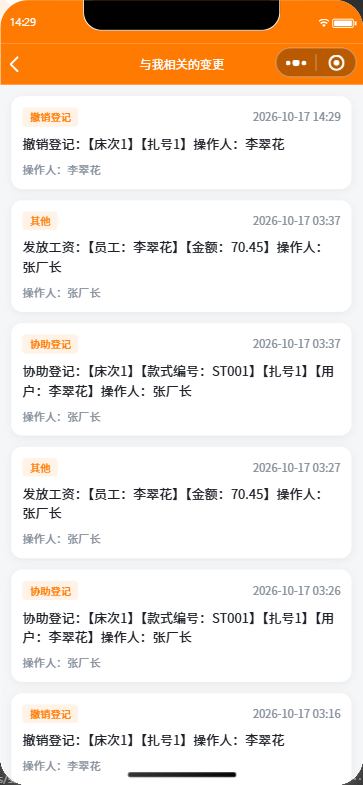 14:29
与我相关的变更
撤销登记
2026-10-17 14:29
撤销登记：【床次1】【扎号1】操作人：李翠花
操作人：李翠花
其他
2026-10-17 03:37
发放工资：【员工：李翠花】【金额：70.45】操作人：
张厂长
操作人：张厂长
协助登记
2026-10-17 03:37
协助登记：【床次1】【款式编号：ST001】【扎号1】【用
户：李翠花】操作人：张厂长
操作人：张厂长
其他
2026-10-17 03:27
发放工资：【员工：李翠花】【金额：70.45】操作人：
张厂长
操作人：张厂长
协助登记
2026-10-17 03:26
协助登记：【床次1】【款式编号：ST001】【扎号1】【用
户：李翠花】操作人：张厂长
操作人：张厂长
撤销登记
2026-10-17 03:16
撤销登记：【床次1】【扎号1】操作人：李翠花
操作人：李翠花